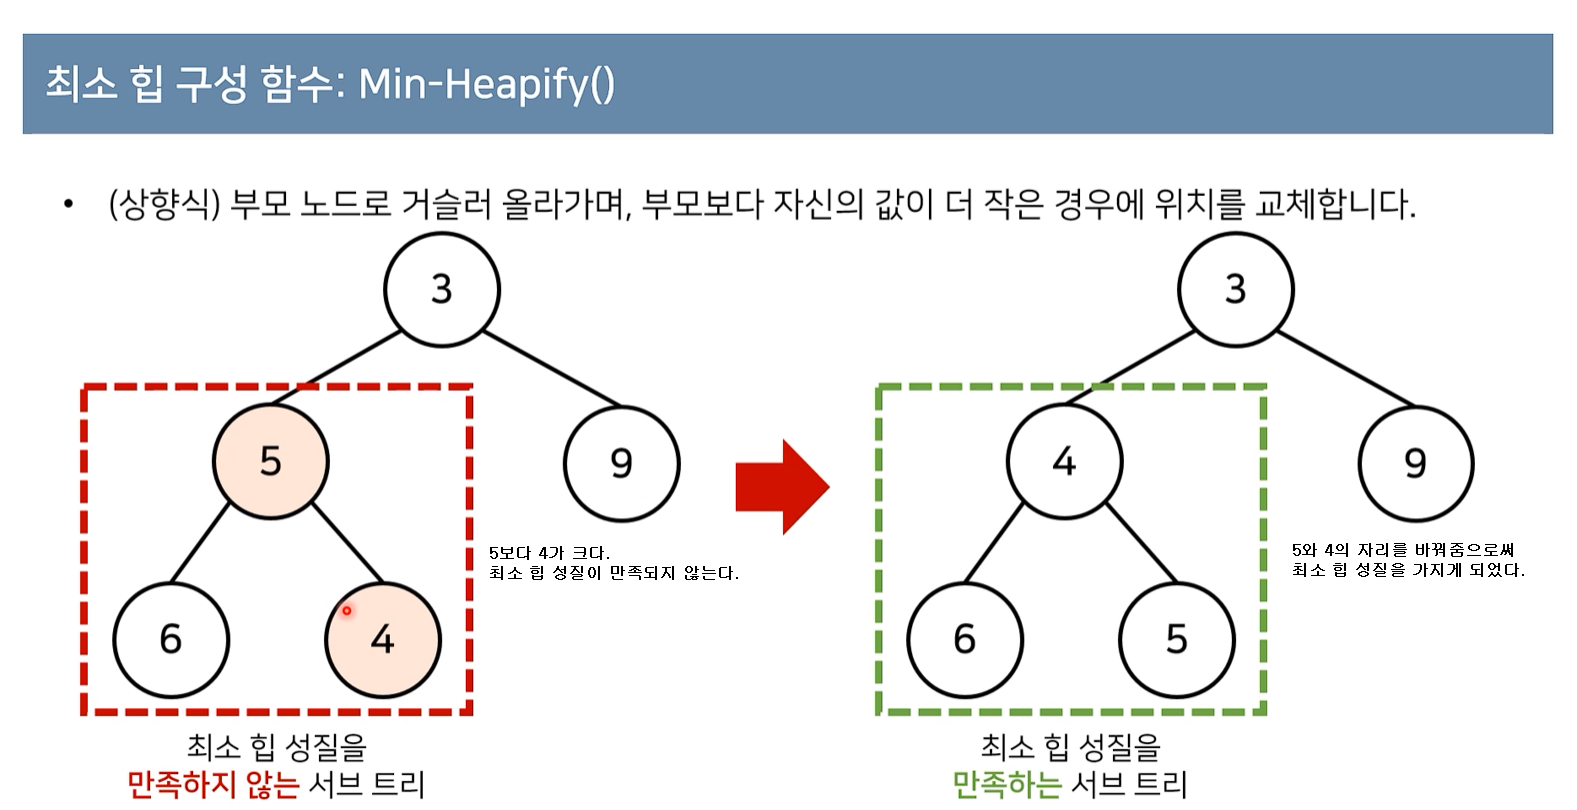 최소 힙 구성 함수: Min-Heapify()
• (상향식) 부모 노드로 거슬러 올라가며, 부모보다 자신의 값이 더 작은 경우에 위치를 교체합니다.
3
5
9
6
4
5보다 4가 크다.
최소 힙 성질이 만족되지 않는다.
최소 힙 성질을
만족하지 않는 서브 트리
3
4
9
6
5
5와 4의 자리를 바꿔줌으로써
최소 힙 성질을 가지게 되었다.
최소 힙 성질을
만족하는 서브 트리